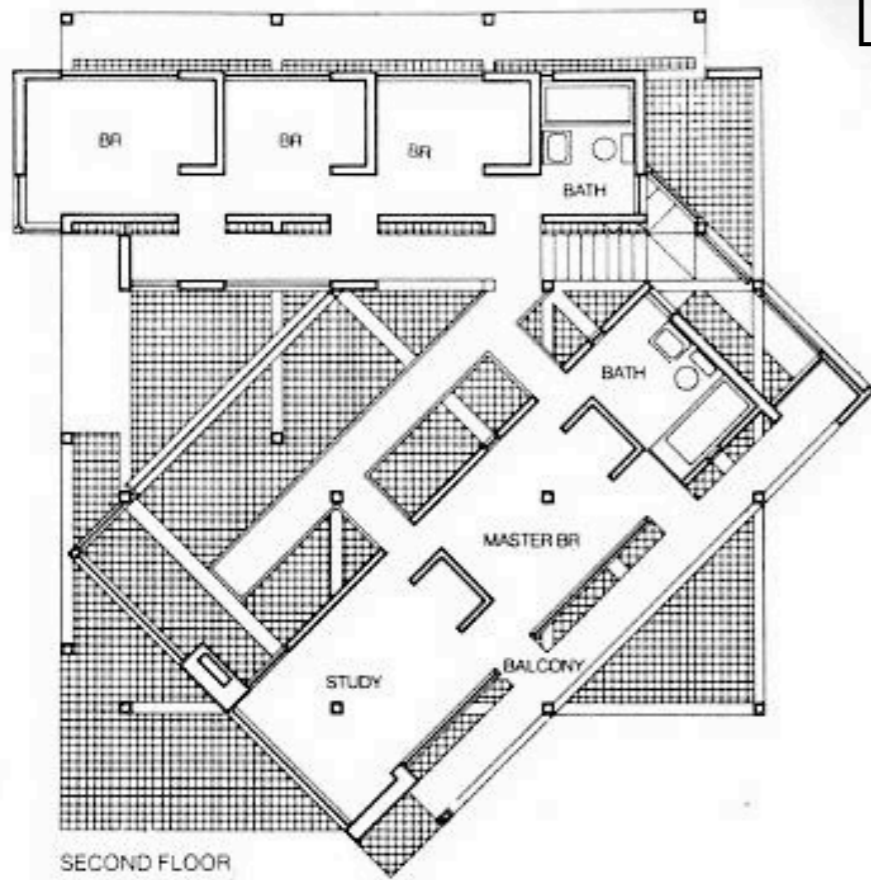 BR
BR
BR
BATH
BATH
MASTER BR
BALCONY
STUDY
SECOND FLOOR